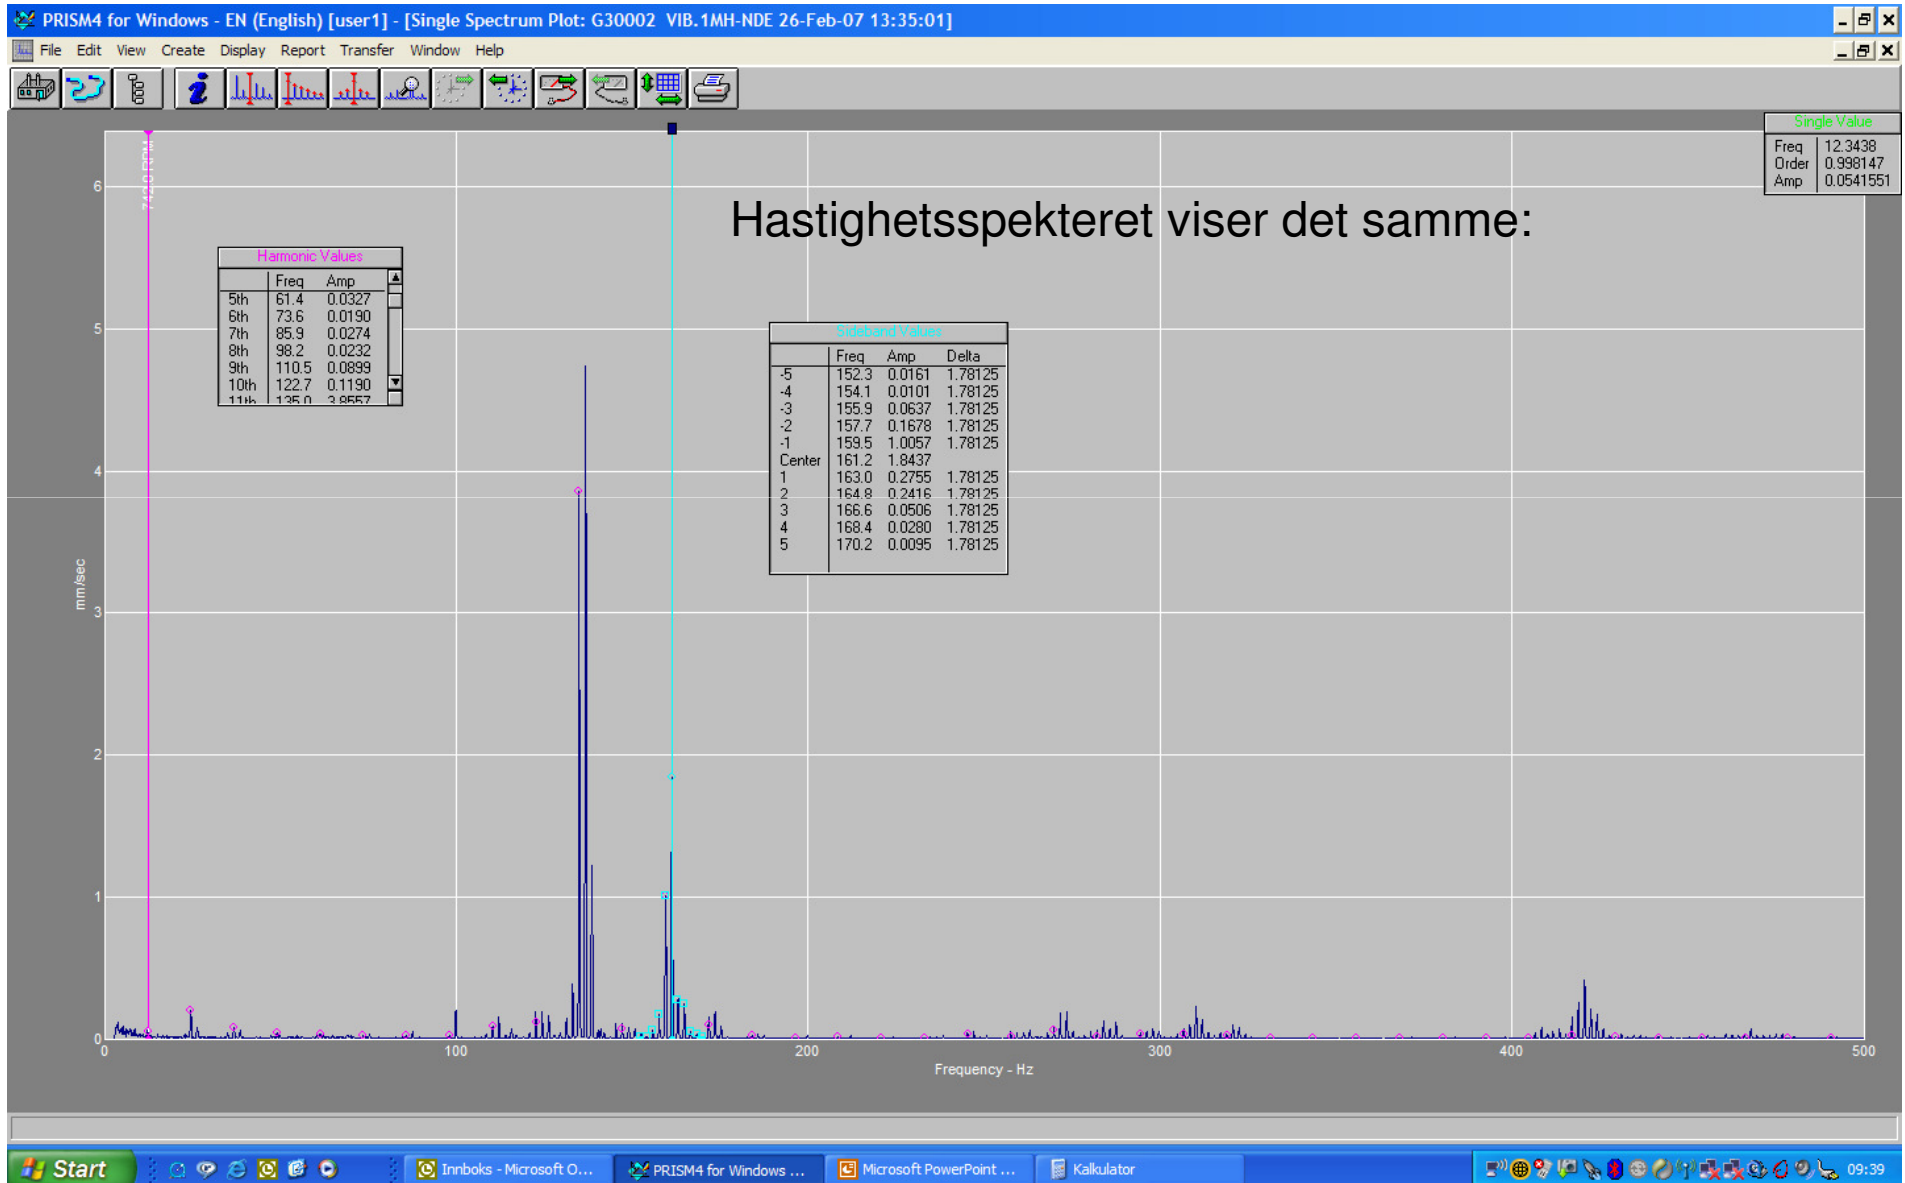 PRISM4 for Windows - EN (English) [user1] - [Single Spectrum Plot: G30002 VIB.1MH-NDE 26-Feb-07 13:35:01]
File Edit View Create Display Report Transfer Window Help
Single Value
Freq 12.3438
Order 0.998147
Amp 0.0541551
742.0 RPM
Hastighetsspekteret viser det samme:
Harmonic Values
Freq Amp
5th 61.4 0.0327
6th 73.6 0.0190
7th 85.9 0.0274
8th 98.2 0.0232
9th 110.5 0.0899
10th 122.7 0.1190
11th 135.0 3.8557
Sideband Values
Freq Amp Delta
-5 152.3 0.0161 1.78125
-4 154.1 0.0101 1.78125
-3 155.9 0.0637 1.78125
-2 157.7 0.1678 1.78125
-1 159.5 1.0057 1.78125
Center 161.2 1.8437
1 163.0 0.2755 1.78125
2 164.8 0.2416 1.78125
3 166.6 0.0506 1.78125
4 168.4 0.0280 1.78125
5 170.2 0.0095 1.78125
6
5
4
3
2
1
0
mm/sec
0 100 200 300 400 500
Frequency - Hz
Start
Innboks - Microsoft O...
PRISM4 for Windows ...
Microsoft PowerPoint ...
Kalkulator
09:39